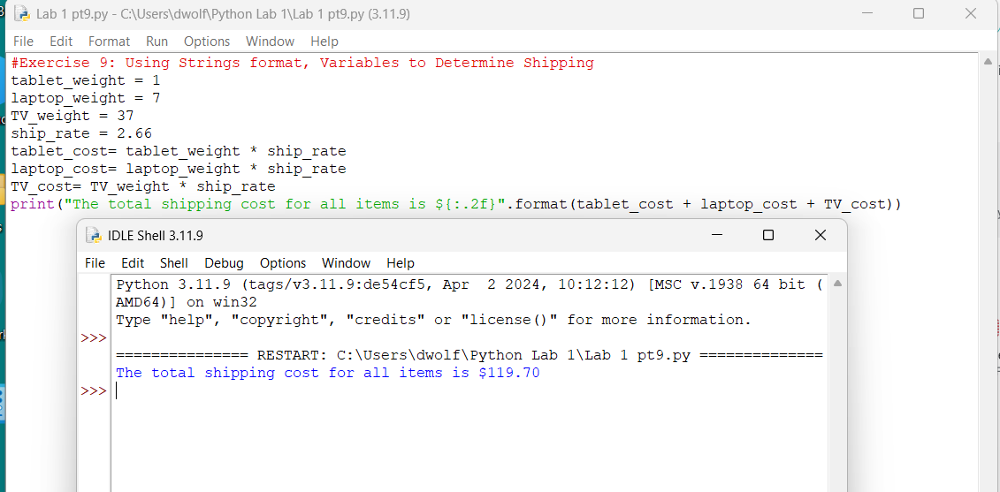 Lab 1 pt9.py - C:\Users\dwolf\Python Lab 1\Lab 1 pt9.py (3.11.9)
File Edit Format Run Options Window Help
#Exercise 9: Using Strings format, Variables to Determine Shipping
tablet_weight = 1
laptop_weight = 7
TV_weight = 37
ship_rate = 2.66
tablet_cost= tablet_weight * ship_rate
laptop_cost= laptop_weight * ship_rate
TV_cost= TV_weight * ship_rate
print("The total shipping cost for all items is ${:.2f}".format(tablet_cost + laptop_cost + TV_cost))
IDLE Shell 3.11.9
File Edit Shell Debug Options Window Help
Python 3.11.9 (tags/v3.11.9:de54cf5, Apr  2 2024, 10:12:12) [MSC v.1938 64 bit (
AMD64)] on win32
Type "help", "copyright", "credits" or "license()" for more information.
>>>
=============== RESTART: C:\Users\dwolf\Python Lab 1\Lab 1 pt9.py ==============
The total shipping cost for all items is $119.70
>>>